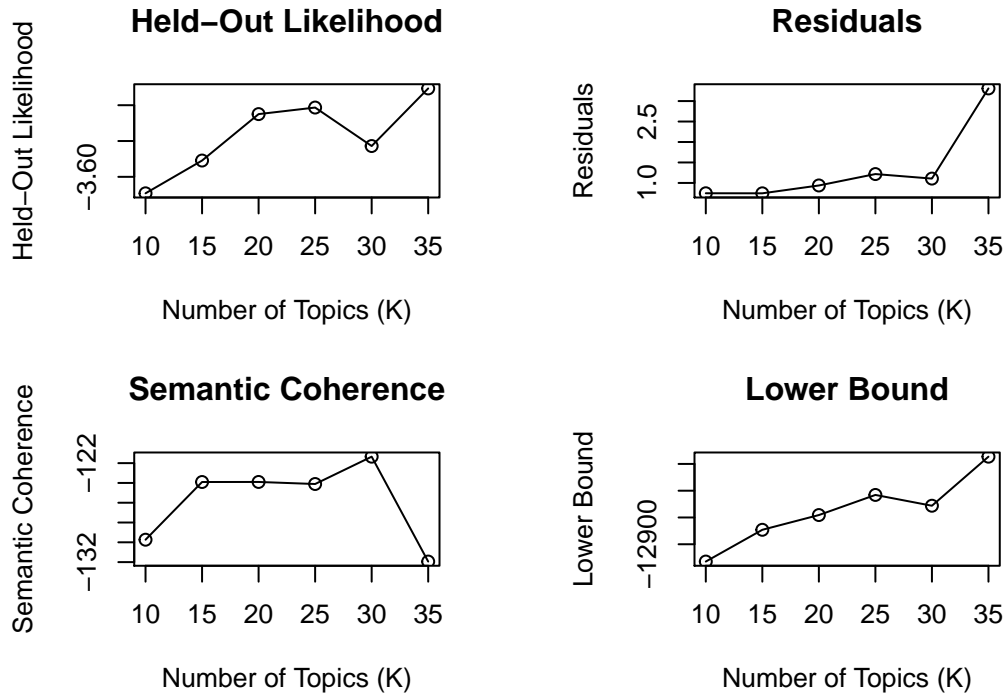 Held−Out Likelihood
Held−Out Likelihood
−3.60
10 15 20 25 30 35
Number of Topics (K)
Residuals
Residuals
2.5
1.0
10 15 20 25 30 35
Number of Topics (K)
Semantic Coherence
Semantic Coherence
−122
−132
10 15 20 25 30 35
Number of Topics (K)
Lower Bound
Lower Bound
−12900
10 15 20 25 30 35
Number of Topics (K)